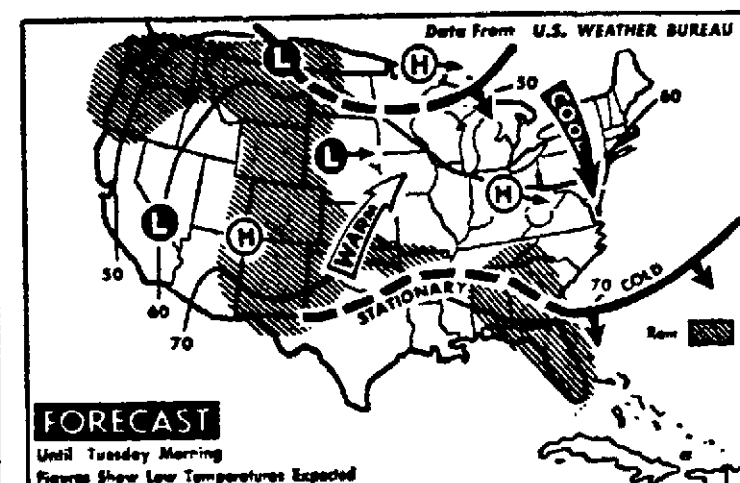 Data From U.S. WEATHER BUREAU
L
H
50
COOL
60
L
H
L
H
WARM
50
60
70
STATIONARY
70 COLD
Rain
FORECAST
Until Tuesday Morning
Figures Show Low Temperatures Expected